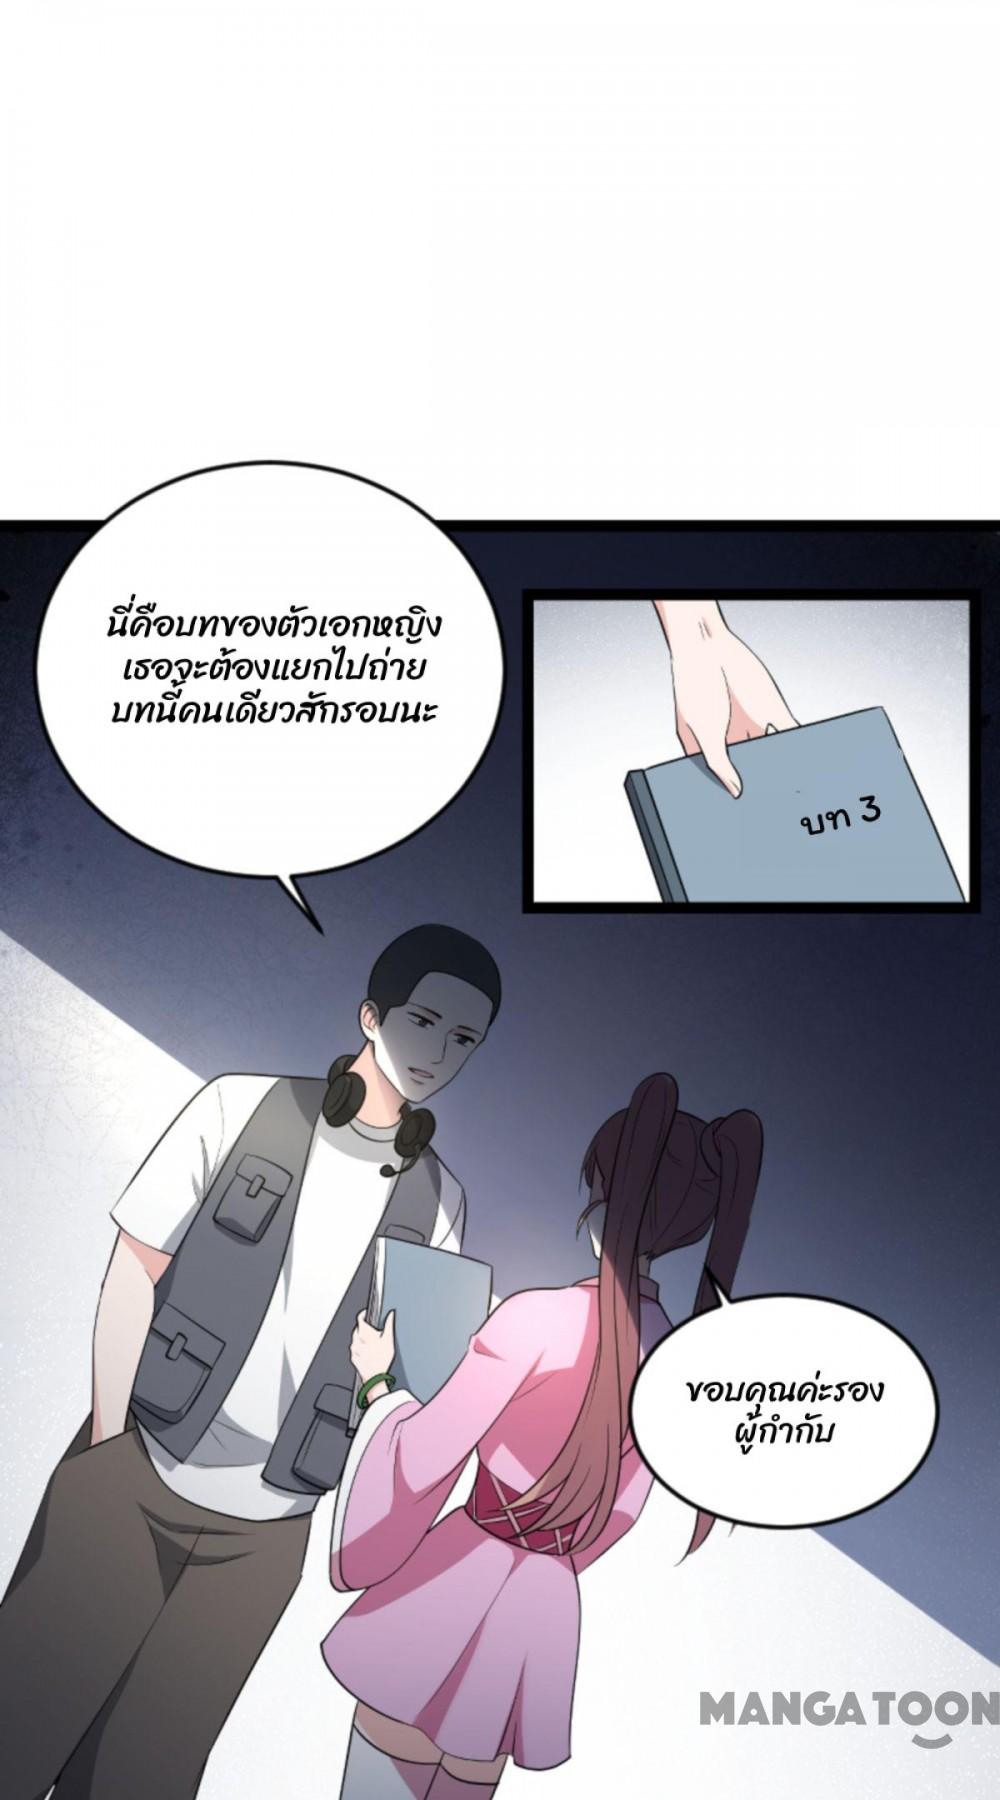 นี่คือบทของตัวเอกหญิง
เธอจะต้องแยกไปถ่าย
บทนี้คนเดียวสักรอบนะ
บท 3
ขอบคุณค่ะรอง
ผู้กำกับ
MANGATOON